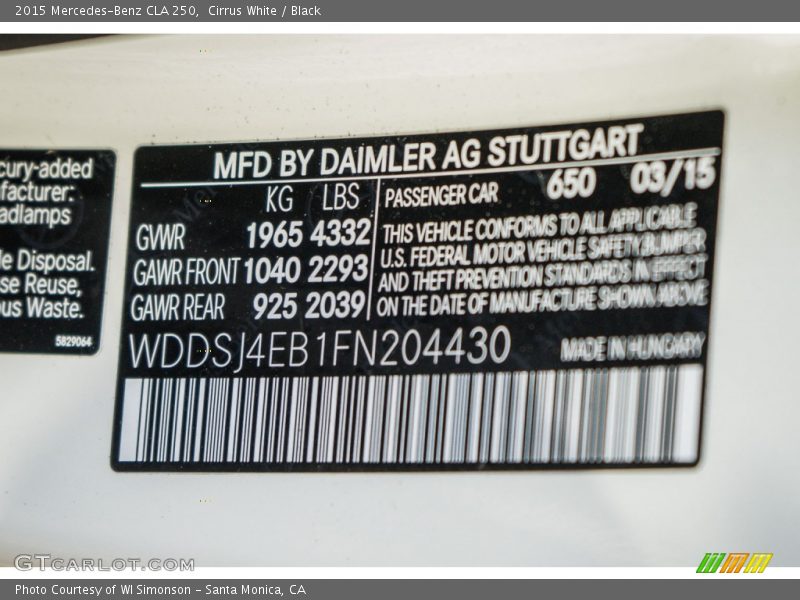 2015 Mercedes-Benz CLA 250,  Cirrus White / Black
cury-added
facturer:
adlamps
e Disposal.
se Reuse,
ous Waste.
5829064
MFD BY DAIMLER AG STUTTGART
KG LBS
GWR 1965 4332
GAWR FRONT 1040 2293
GAWR REAR 925 2039
PASSENGER CAR 650 03/15
THIS VEHICLE CONFORMS TO ALL APPLICABLE
U.S. FEDERAL MOTOR VEHICLE SAFETY BUMPER
AND THEFT PREVENTION STANDARDS IN EFFECT
ON THE DATE OF MANUFACTURE SHOWN ABOVE
WDDSJ4EB1FN204430
MADE IN HUNGARY
GTCARLOT.COM
Photo Courtesy of WI Simonson - Santa Monica, CA